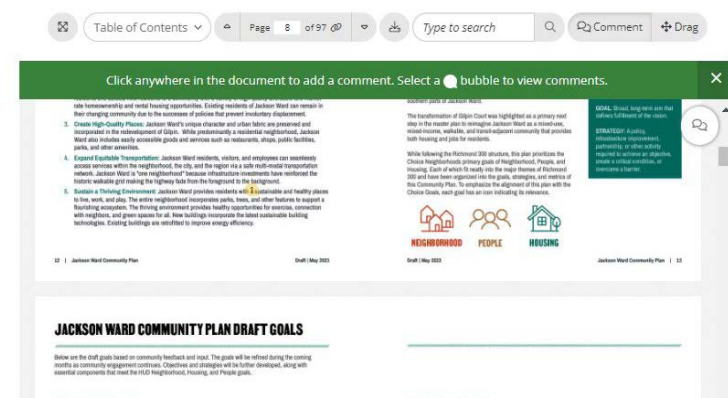 Table of Contents
Page 8 of 97
Type to search
Comment
Drag
Click anywhere in the document to add a comment. Select a bubble to view comments.
rate homeownership and rental housing opportunities. Existing residents of Jackson Ward can remain in
their changing community due to the successes of policies that prevent involuntary displacement.
3. Create High-Quality Places: Jackson Ward's unique character and urban fabric are preserved and
incorporated in the redevelopment of Gilpin. While predominantly a residential neighborhood, Jackson
Ward also includes easily accessible goods and services such as restaurants, shops, public facilities,
parks, and other amenities.
4. Expand Equitable Transportation: Jackson Ward residents, visitors, and employees can seamlessly
access services within the neighborhood, the city, and the region via a safe multi-modal transportation
network. Jackson Ward is "one neighborhood" because infrastructure investments have reinforced the
historic walkable grid making the highway fade from the foreground to the background.
5. Sustain a Thriving Environment: Jackson Ward provides residents with sustainable and healthy places
to live, work, and play. The entire neighborhood incorporates parks, trees, and other features to support a
flourishing ecosystem. The thriving environment provides healthy opportunities for exercise, connection
with neighbors, and green spaces for all. New buildings incorporate the latest sustainable building
technologies. Existing buildings are retrofitted to improve energy efficiency.
12 | Jackson Ward Community Plan
Draft | May 2023
southern parts of Jackson Ward.
The transformation of Gilpin Court was highlighted as a primary next
step in the master plan to reimagine Jackson Ward as a mixed-use,
mixed-income, walkable, and transit-adjacent community that provides
both housing and jobs for residents.
While following the Richmond 300 structure, this plan prioritizes the
Choice Neighborhoods primary goals of Neighborhood, People, and
Housing. Each of which fit neatly into the major themes of Richmond
300 and have been organized into the goals, strategies, and metrics of
this Community Plan. To emphasize the alignment of this plan with the
Choice Goals, each goal has an icon indicating its relevance.
NEIGHBORHOOD
PEOPLE
HOUSING
Draft | May 2023
GOAL: Broad, long-term aim that
defines fulfillment of the vision.
STRATEGY: A policy,
infrastructure improvement,
partnership, or other activity
required to achieve an objective,
create a critical condition, or
overcome a barrier.
Jackson Ward Community Plan | 13
JACKSON WARD COMMUNITY PLAN DRAFT GOALS
Below are the draft goals based on community feedback and input. The goals will be refined during the coming
months as community engagement continues. Objectives and strategies will be further developed, along with
essential components that meet the HUD Neighborhood, Housing, and People goals.